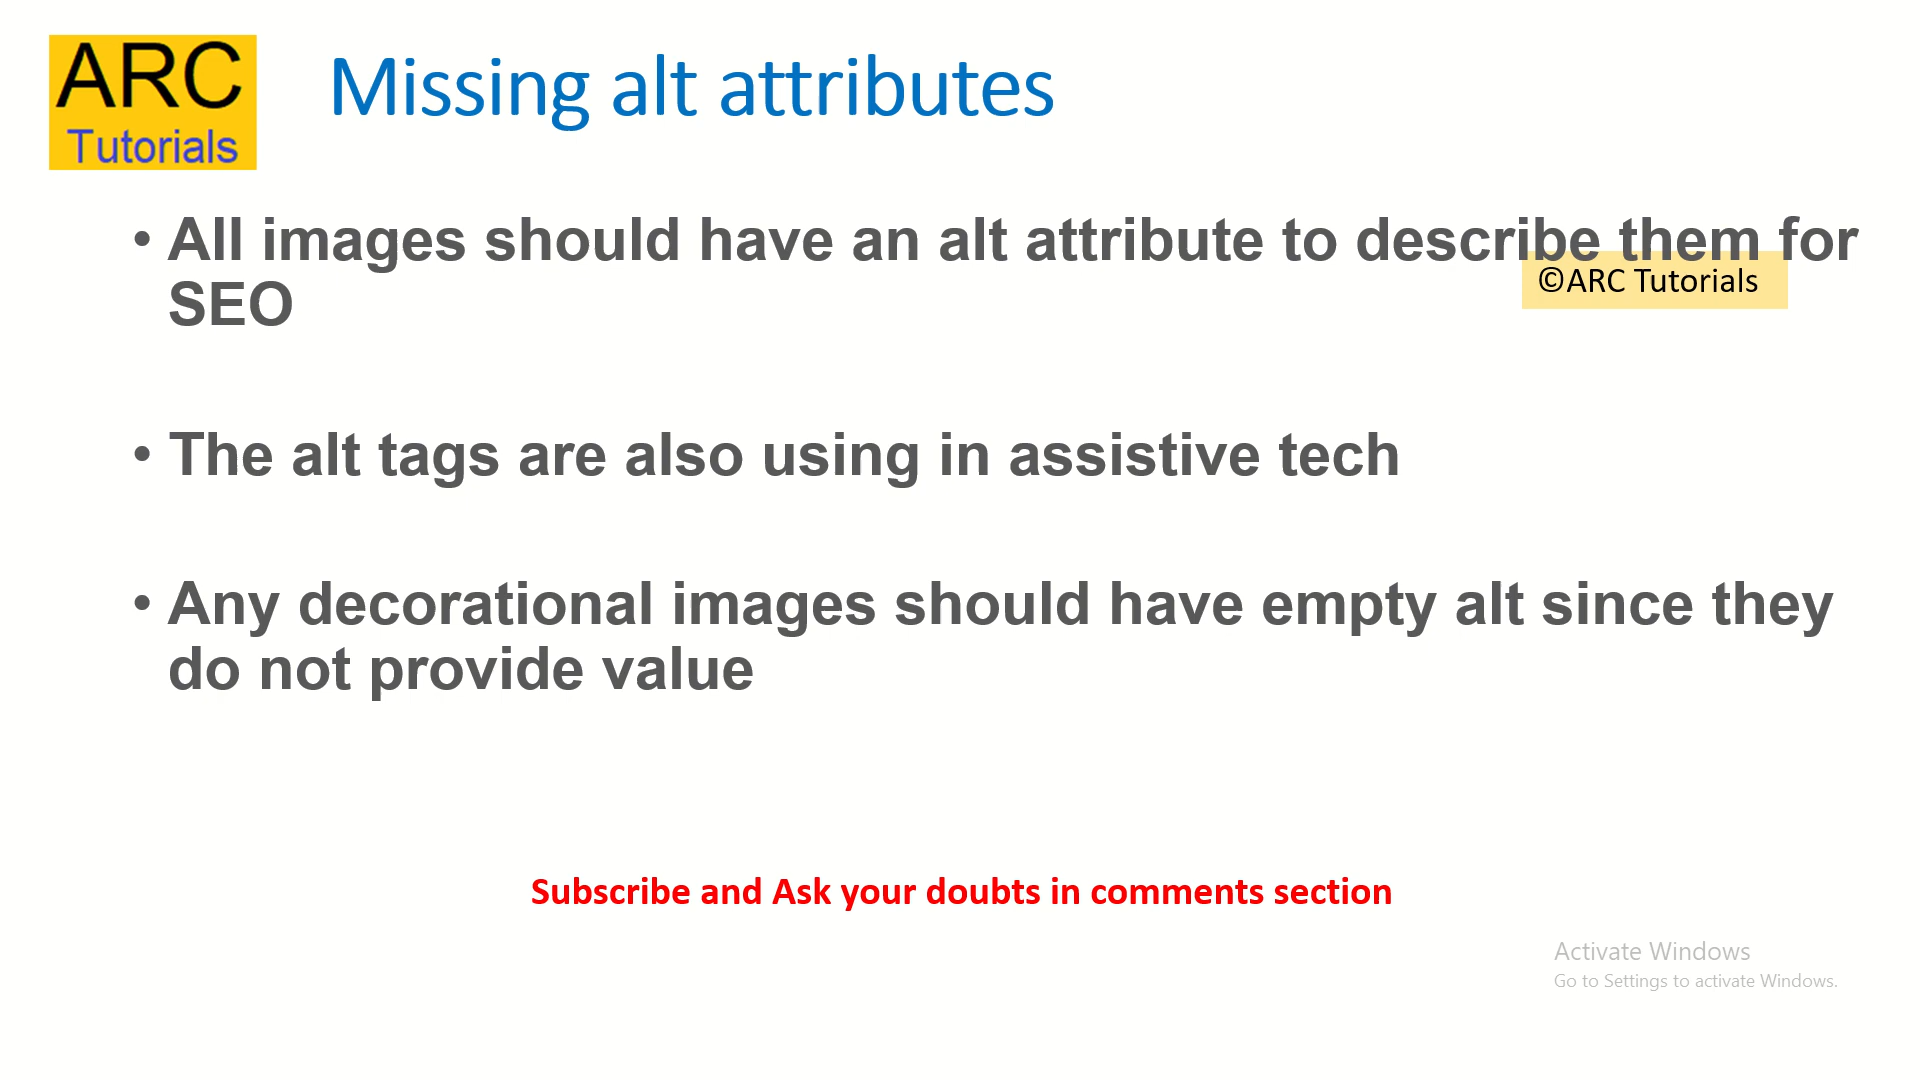 ARC
Tutorials
Missing alt attributes
• All images should have an alt attribute to describe them for
SEO
©ARC Tutorials
• The alt tags are also using in assistive tech
• Any decorational images should have empty alt since they
do not provide value
Subscribe and Ask your doubts in comments section
Activate Windows
Go to Settings to activate Windows.